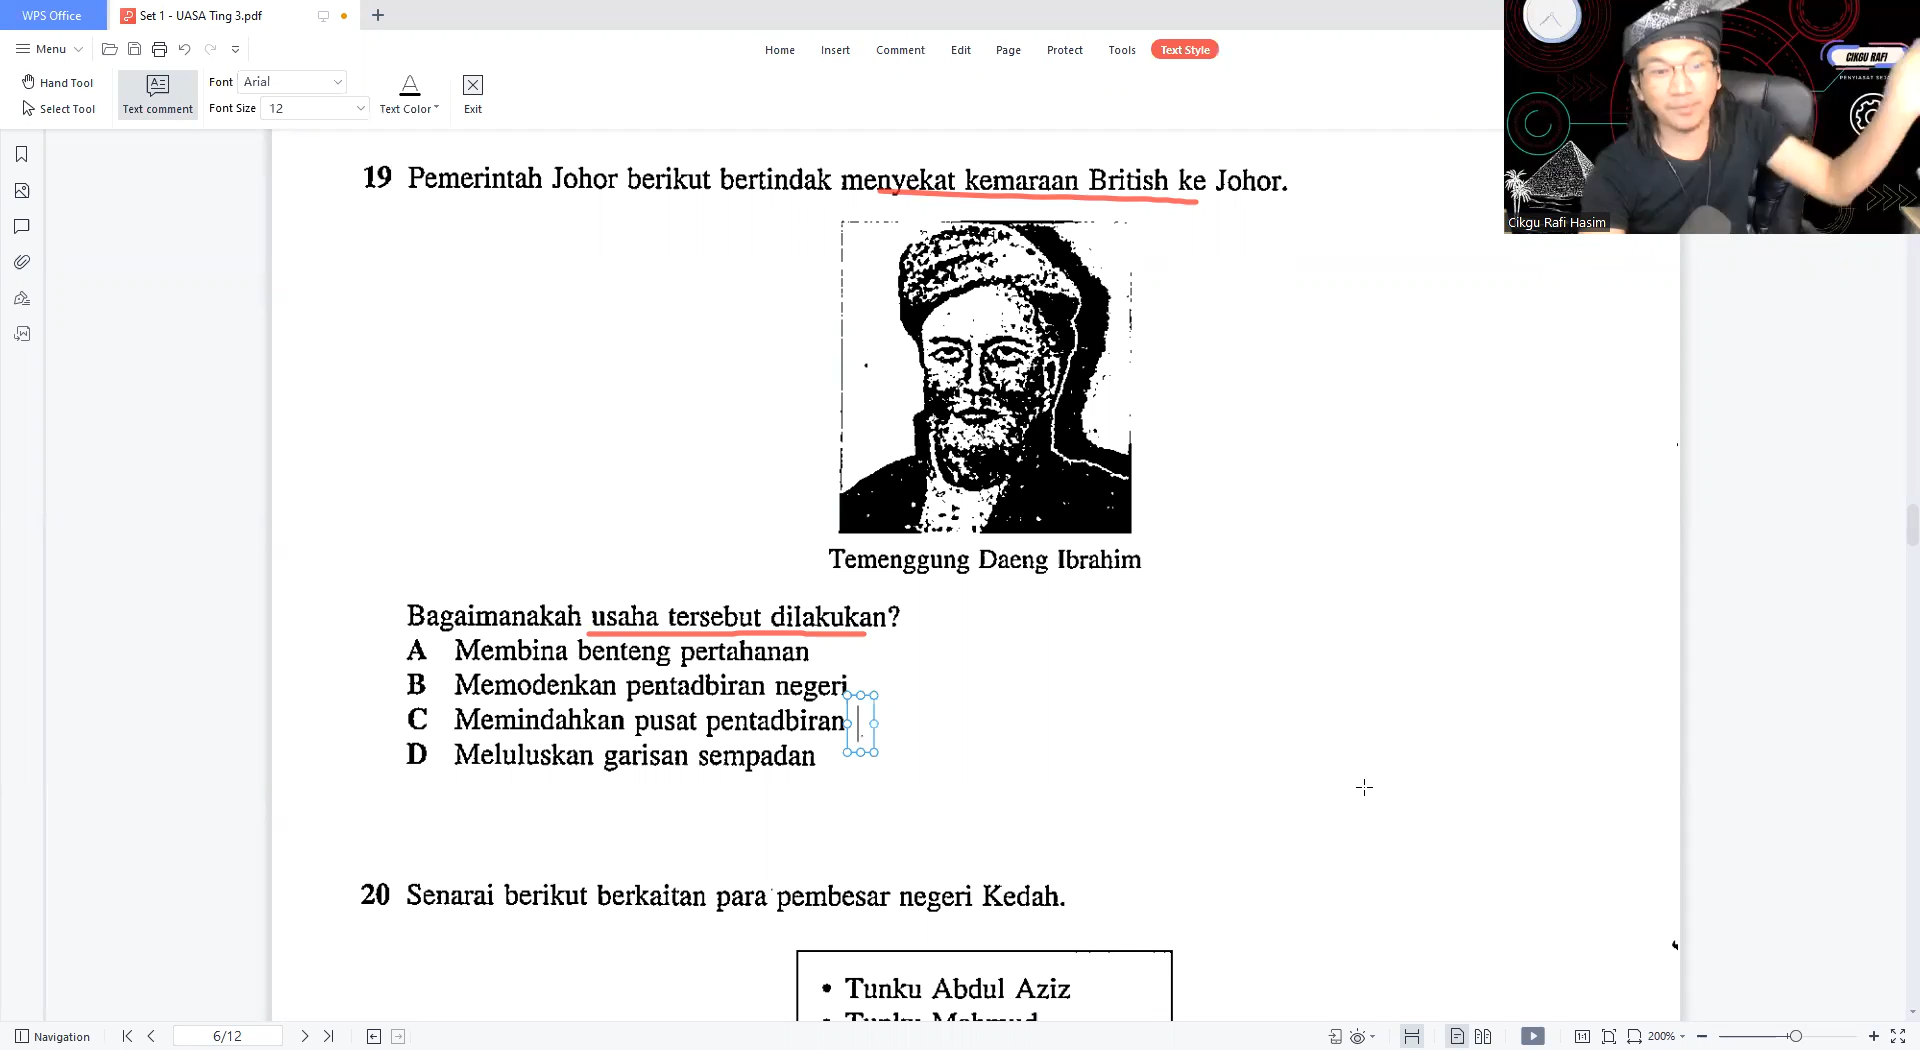 WPS Office
Set 1 - UASA Ting 3.pdf
Menu
Home Insert Comment Edit Page Protect Tools Text Style
Hand Tool
Select Tool
Text comment
Font Arial
Font Size 12
Text Color
Exit
CIKGU RAFI
Cikgu Rafi Hasim
19 Pemerintah Johor berikut bertindak menyekat kemaraan British ke Johor.
Temenggung Daeng Ibrahim
Bagaimanakah usaha tersebut dilakukan?
A Membina benteng pertahanan
B Memodenkan pentadbiran negeri
C Memindahkan pusat pentadbiran
D Meluluskan garisan sempadan
20 Senarai berikut berkaitan para pembesar negeri Kedah.
• Tunku Abdul Aziz
Navigation
6/12
200%